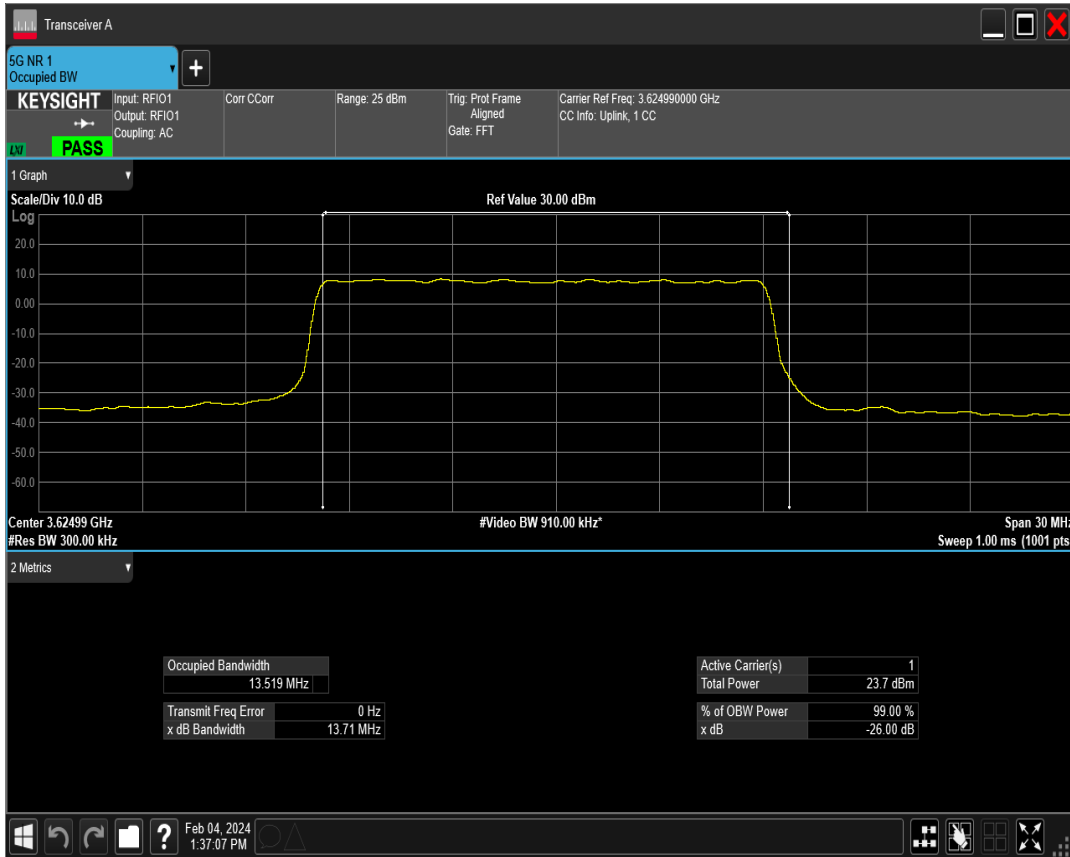 Transceiver A
5G NR 1
Occupied BW
KEYSIGHT
LXI
PASS
Input: RFIO1
Output: RFIO1
Coupling: AC
Corr CCorr
Range: 25 dBm
Trig: Prot Frame
Aligned
Gate: FFT
Carrier Ref Freq: 3.624990000 GHz
CC Info: Uplink, 1 CC
1 Graph
Scale/Div 10.0 dB
Ref Value 30.00 dBm
Log
20.0
10.0
0.00
-10.0
-20.0
-30.0
-40.0
-50.0
-60.0
Center 3.62499 GHz
#Video BW 910.00 kHz*
Span 30 MHz
#Res BW 300.00 kHz
Sweep 1.00 ms (1001 pts
2 Metrics
Occupied Bandwidth
13.519 MHz
Transmit Freq Error 0 Hz
x dB Bandwidth 13.71 MHz
Active Carrier(s) 1
Total Power 23.7 dBm
% of OBW Power 99.00 %
x dB -26.00 dB
?
Feb 04, 2024
1:37:07 PM